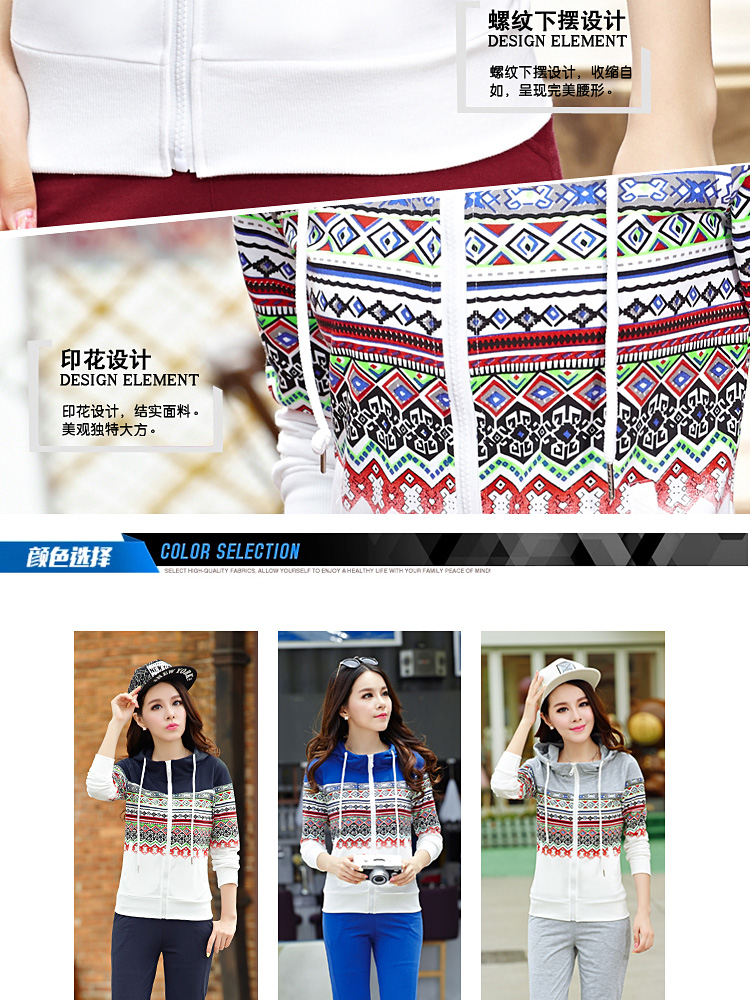 螺纹下摆设计
DESIGN ELEMENT
螺纹下摆设计，收缩自
如，呈现完美腰形。
印花设计
DESIGN ELEMENT
印花设计，结实面料。
美观独特大方。
颜色选择
COLOR SELECTION
SELECT HIGH-QUALITY FABRICS, ALLOW YOURSELF TO ENJOY A HEALTHY LIFE WITH YOUR FAMILY PEACE OF MIND!
NEW YORK